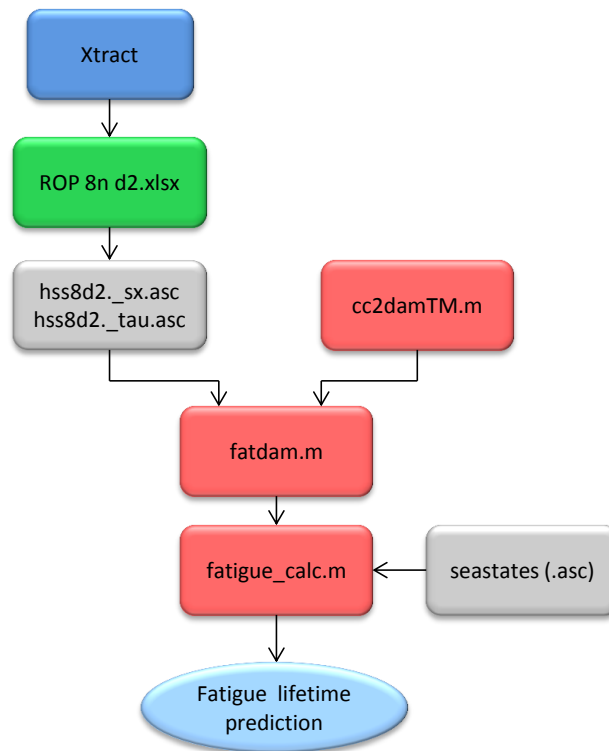 Xtract
ROP 8n d2.xlsx
hss8d2._sx.asc
hss8d2._tau.asc
cc2damTM.m
fatdam.m
fatigue_calc.m
seastates (.asc)
Fatigue lifetime
prediction